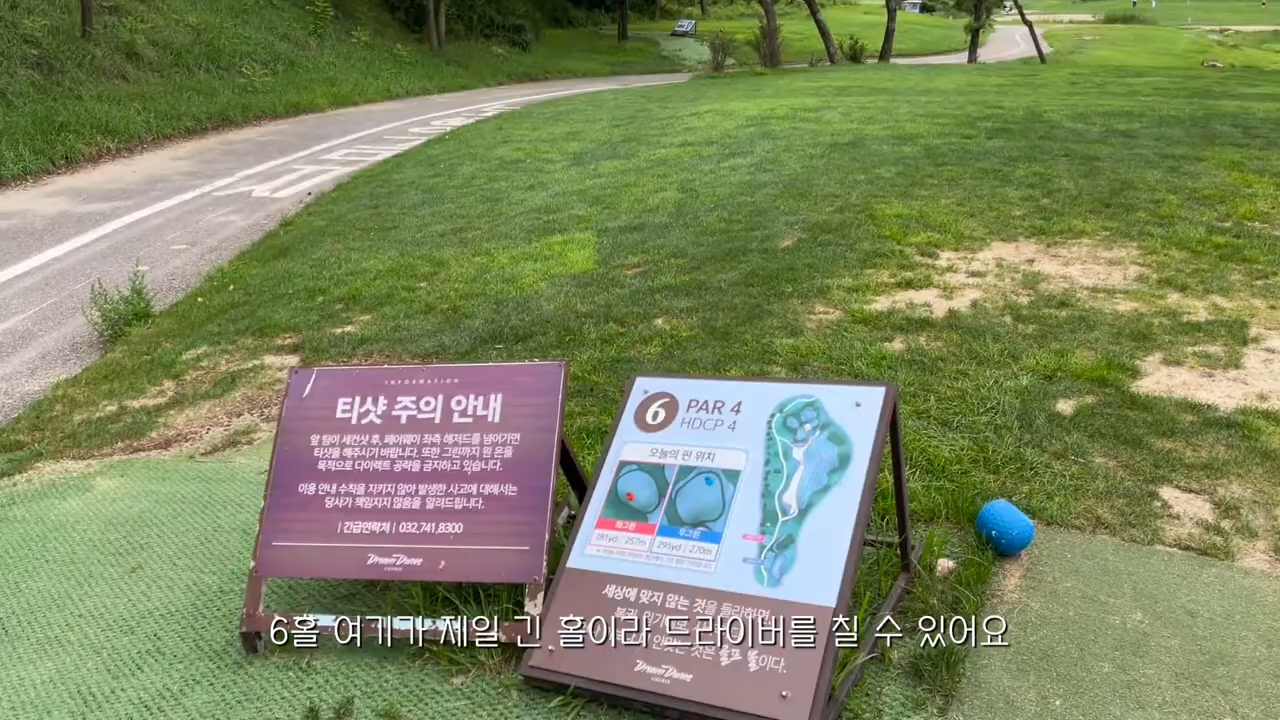 INFORMATION
티샷 주의 안내
앞 팀이 세컨샷 후, 페어웨이 좌측 해저드를 넘어가면
티샷을 해주시기 바랍니다. 또한 그린까지 원 온을
목적으로 다이렉트 공략을 금지하고 있습니다.
이용 안내 수칙을 지키지 않아 발생한 사고에 대해서는
당사가 책임지지 않음을 알려드립니다.
| 긴급연락처 | 032.741.8300
Dream Dunes
COURSE
6
PAR 4
HDCP 4
오늘의 핀 위치
레그린
우그린
281yd 257m
295yd 270m
세상에 맞지 않는 것을 들라하면,
골프 볼이다.
Dream Dunes
COURSE
6홀 여기가 제일 긴 홀이라 드라이버를 칠 수 있어요